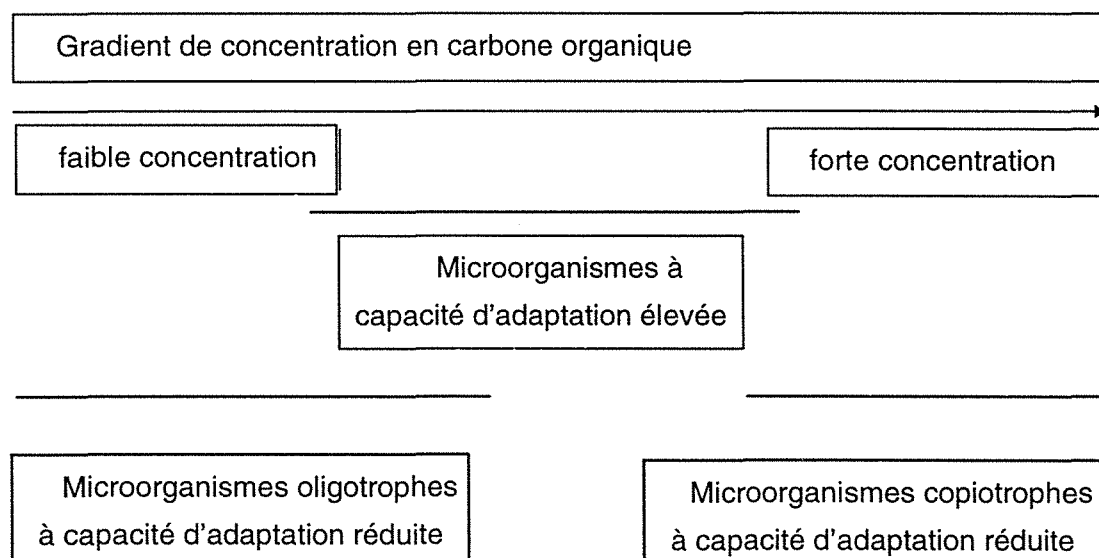 Gradient de concentration en carbone organique
faible concentration
forte concentration
Microorganismes à
capacité d'adaptation élevée
Microorganismes oligotrophes
à capacité d'adaptation réduite
Microorganismes copiotrophes
à capacité d'adaptation réduite